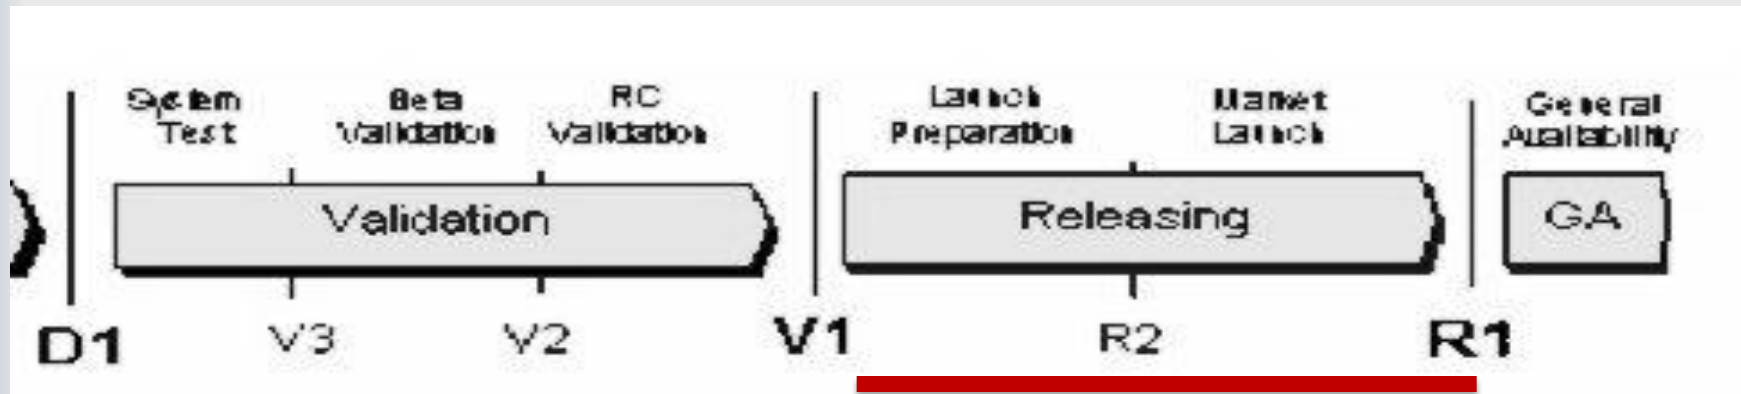 System
Test
Beta
Validation
RC
Validation
Launch
Preparation
Market
Launch
General
Availability
Validation
Releasing
GA
D1
V3
V2
V1
R2
R1